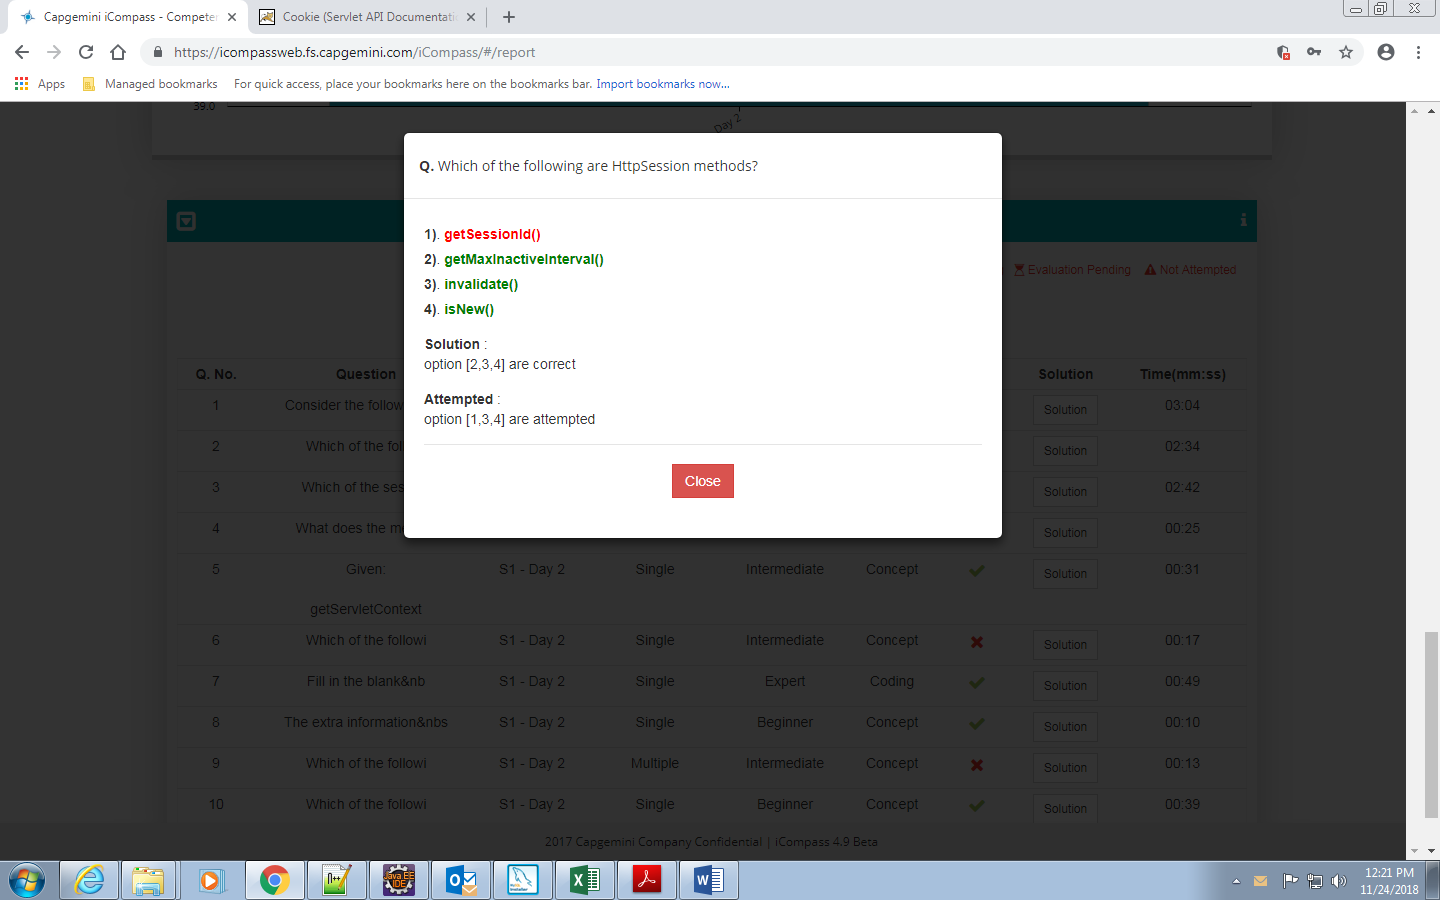 Capgemini iCompass - Competen
Cookie (Servlet API Documentati
https://icompassweb.fs.capgemini.com/iCompass/#/report
Apps
Managed bookmarks
For quick access, place your bookmarks here on the bookmarks bar. Import bookmarks now...
39.0
Day 2
Q. Which of the following are HttpSession methods?
1). getSessionId()
2). getMaxInactiveInterval()
3). invalidate()
4). isNew()
Solution :
option [2,3,4] are correct
Attempted :
option [1,3,4] are attempted
Close
Evaluation Pending Not Attempted
Q. No. Question Solution Time(mm:ss)
1 Consider the follow Solution 03:04
2 Which of the fol Solution 02:34
3 Which of the ses Solution 02:42
4 What does the m Solution 00:25
5 Given: S1 - Day 2 Single Intermediate Concept Solution 00:31
getServletContext
6 Which of the followi S1 - Day 2 Single Intermediate Concept Solution 00:17
7 Fill in the blank&nb S1 - Day 2 Single Expert Coding Solution 00:49
8 The extra information&nbs S1 - Day 2 Single Beginner Concept Solution 00:10
9 Which of the followi S1 - Day 2 Multiple Intermediate Concept Solution 00:13
10 Which of the followi S1 - Day 2 Single Beginner Concept Solution 00:39
2017 Capgemini Company Confidential | iCompass 4.9 Beta
Java EE
IDE
12:21 PM
11/24/2018